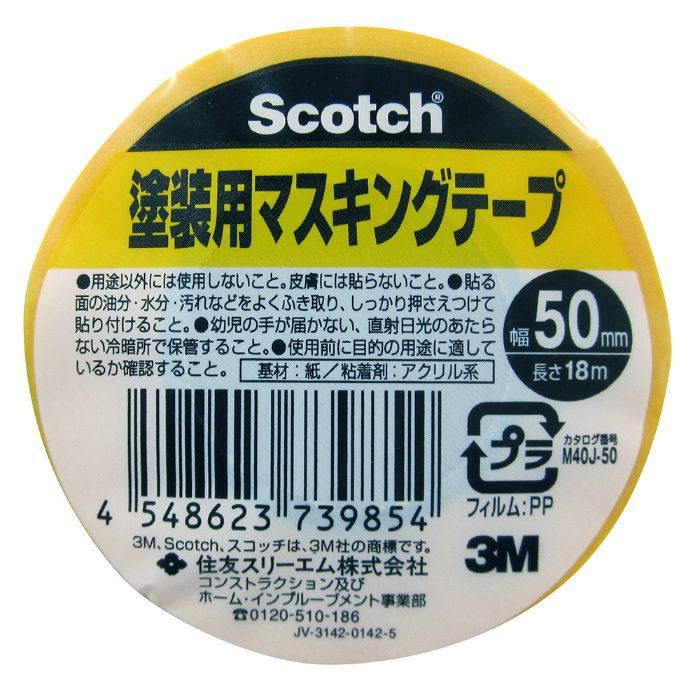 Scotch®
塗装用マスキングテープ
●用途以外には使用しないこと。皮膚には貼らないこと。●貼る
面の油分・水分・汚れなどをよくふき取り、しっかり押さえつけて
貼り付けること。●幼児の手が届かない、直射日光のあたら
ない冷暗所で保管すること。●使用前に目的の用途に適して
いるか確認すること。
基材：紙／粘着剤：アクリル系
幅50mm
長さ18m
プラ
フィルム：PP
カタログ番号
M40J-50
4 548623 739854
3M、Scotch、スコッチは、3M社の商標です。
住友スリーエム株式会社
コンストラクション及び
ホーム・インプルーブメント事業部
☎0120-510-186
JV-3142-0142-5
3M